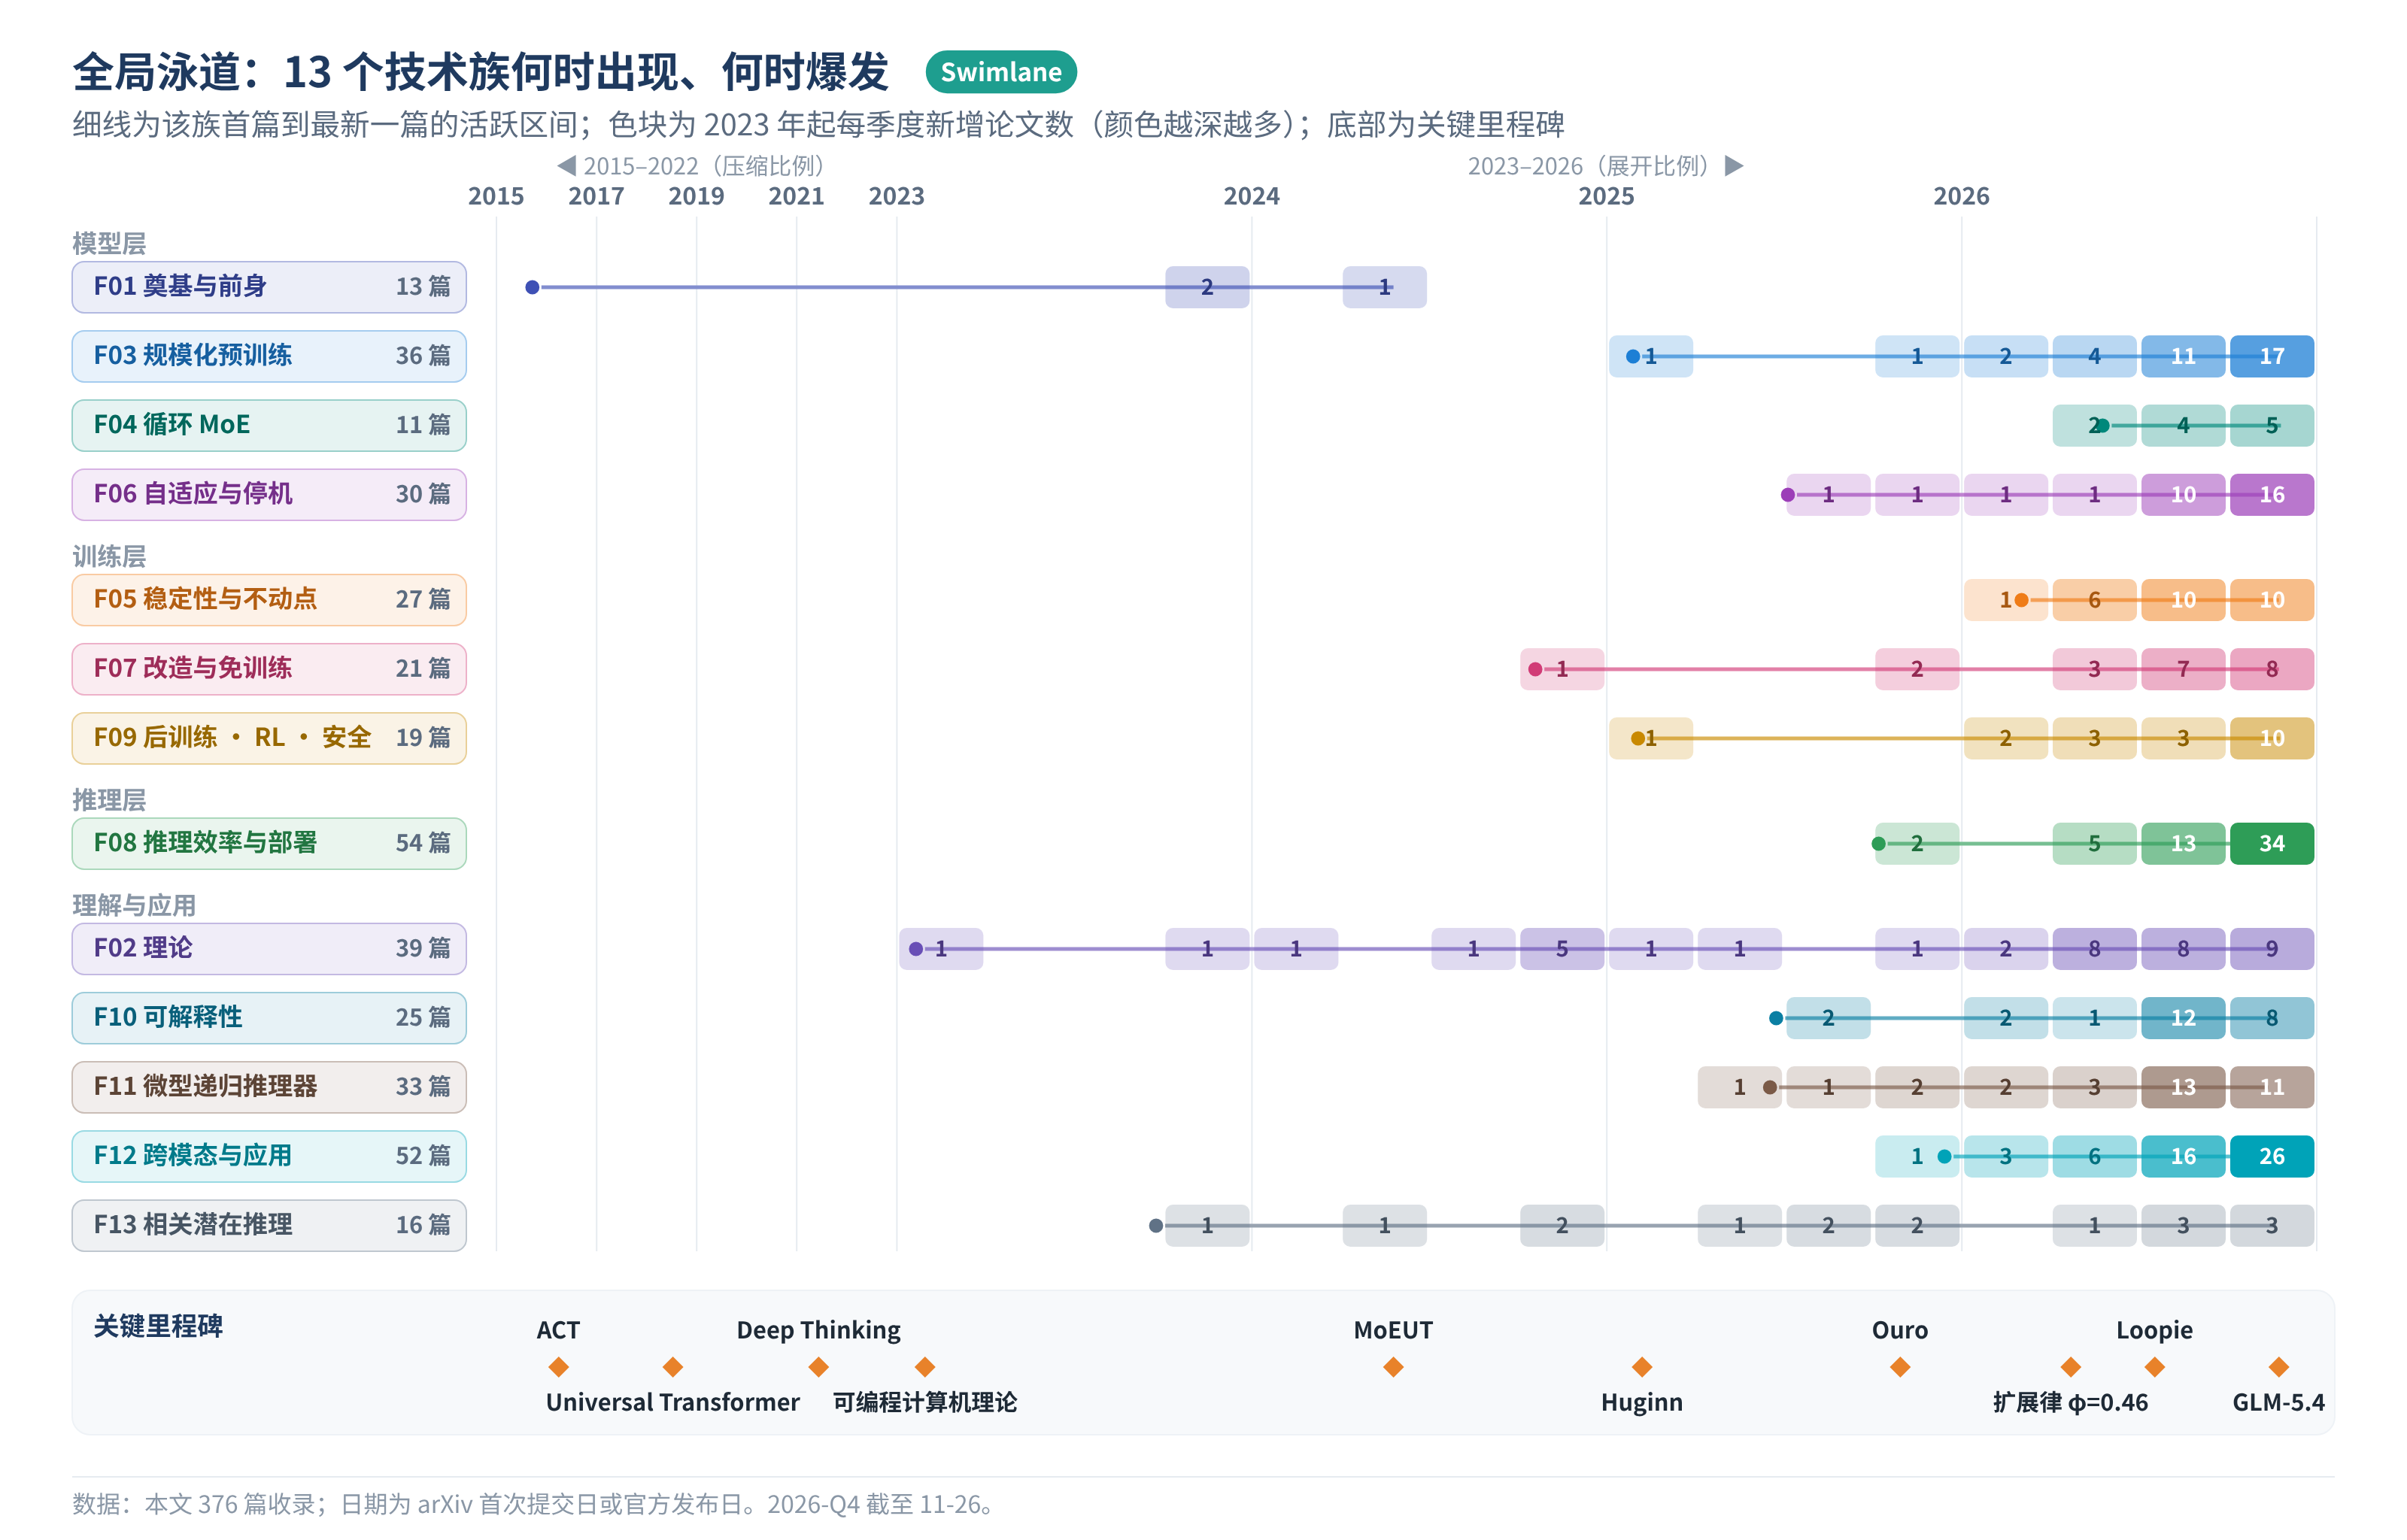 全局泳道：13 个技术族何时出现、何时爆发 Swimlane
细线为该族首篇到最新一篇的活跃区间；色块为 2023 年起每季度新增论文数（颜色越深越多）；底部为关键里程碑
◀ 2015–2022（压缩比例） 2023–2026（展开比例）▶
2015 2017 2019 2021 2023 2024 2025 2026
模型层
F01 奠基与前身 13 篇 2 1
F03 规模化预训练 36 篇 1 1 2 4 11 17
F04 循环 MoE 11 篇 2 4 5
F06 自适应与停机 30 篇 1 1 1 1 10 16
训练层
F05 稳定性与不动点 27 篇 1 6 10 10
F07 改造与免训练 21 篇 1 2 3 7 8
F09 后训练 · RL · 安全 19 篇 1 2 3 3 10
推理层
F08 推理效率与部署 54 篇 2 5 13 34
理解与应用
F02 理论 39 篇 1 1 1 1 5 1 1 1 2 8 8 9
F10 可解释性 25 篇 2 2 1 12 8
F11 微型递归推理器 33 篇 1 1 2 2 3 13 11
F12 跨模态与应用 52 篇 1 3 6 16 26
F13 相关潜在推理 16 篇 1 1 2 1 2 2 1 3 3
关键里程碑
ACT Deep Thinking MoEUT Ouro Loopie
Universal Transformer 可编程计算机理论 Huginn 扩展律 φ=0.46 GLM-5.4
数据：本文 376 篇收录；日期为 arXiv 首次提交日或官方发布日。2026-Q4 截至 11-26。